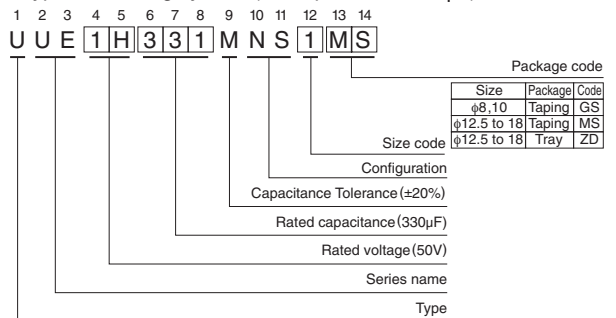 1 2 3 4 5 6 7 8 9 10 11 12 13 14
U U E 1 H 3 3 1 M N S 1 M S
Package code
Size Package Code
ϕ8,10 Taping GS
ϕ12.5 to 18 Taping MS
ϕ12.5 to 18 Tray ZD
Size code
Configuration
Capacitance Tolerance (±20%)
Rated capacitance (330µF)
Rated voltage (50V)
Series name
Type